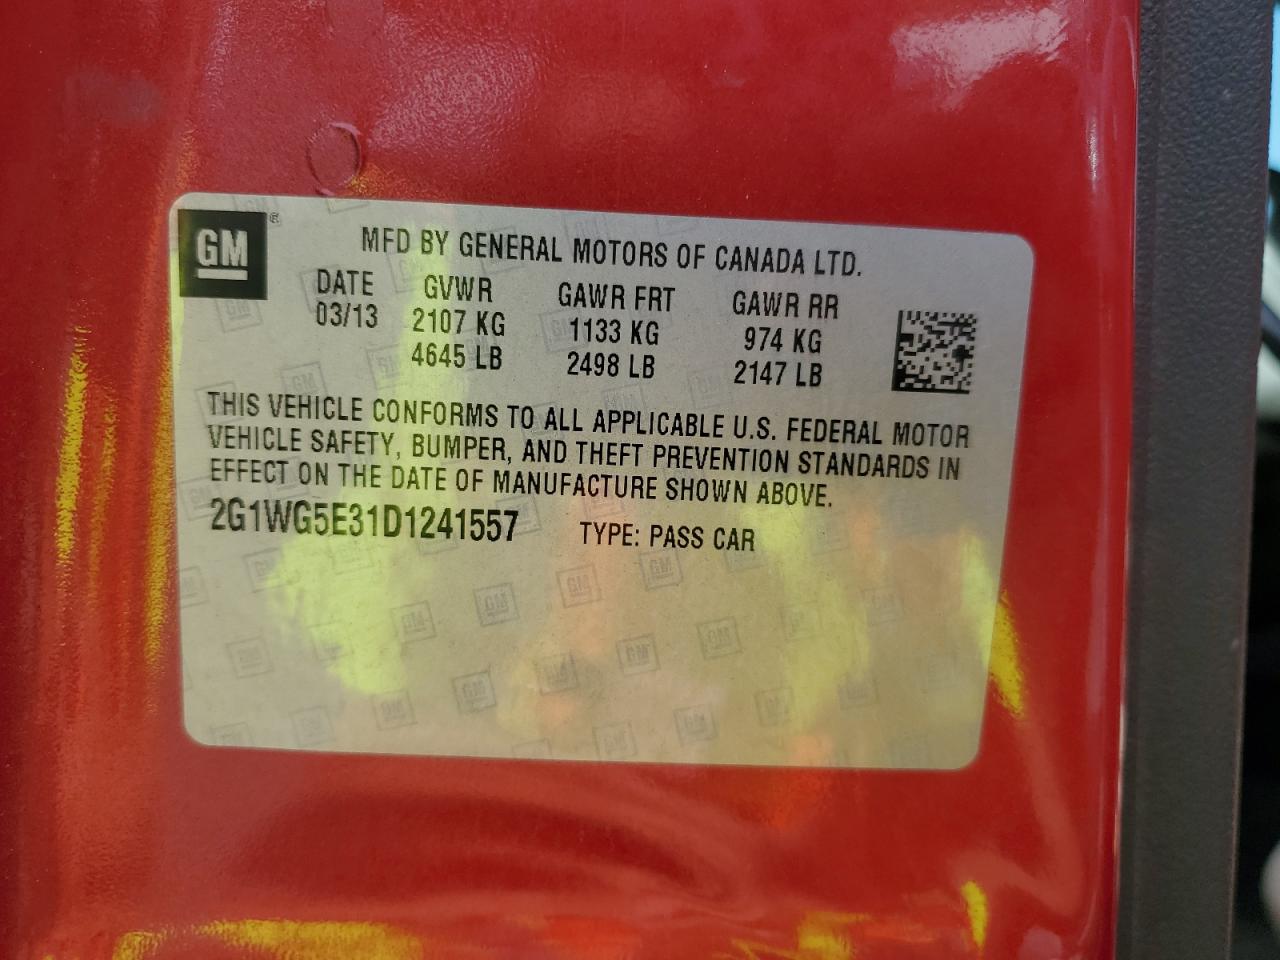 GM ®
MFD BY GENERAL MOTORS OF CANADA LTD.
DATE GVWR GAWR FRT GAWR RR
03/13 2107 KG 1133 KG 974 KG
4645 LB 2498 LB 2147 LB
THIS VEHICLE CONFORMS TO ALL APPLICABLE U.S. FEDERAL MOTOR
VEHICLE SAFETY, BUMPER, AND THEFT PREVENTION STANDARDS IN
EFFECT ON THE DATE OF MANUFACTURE SHOWN ABOVE.
2G1WG5E31D1241557 TYPE: PASS CAR